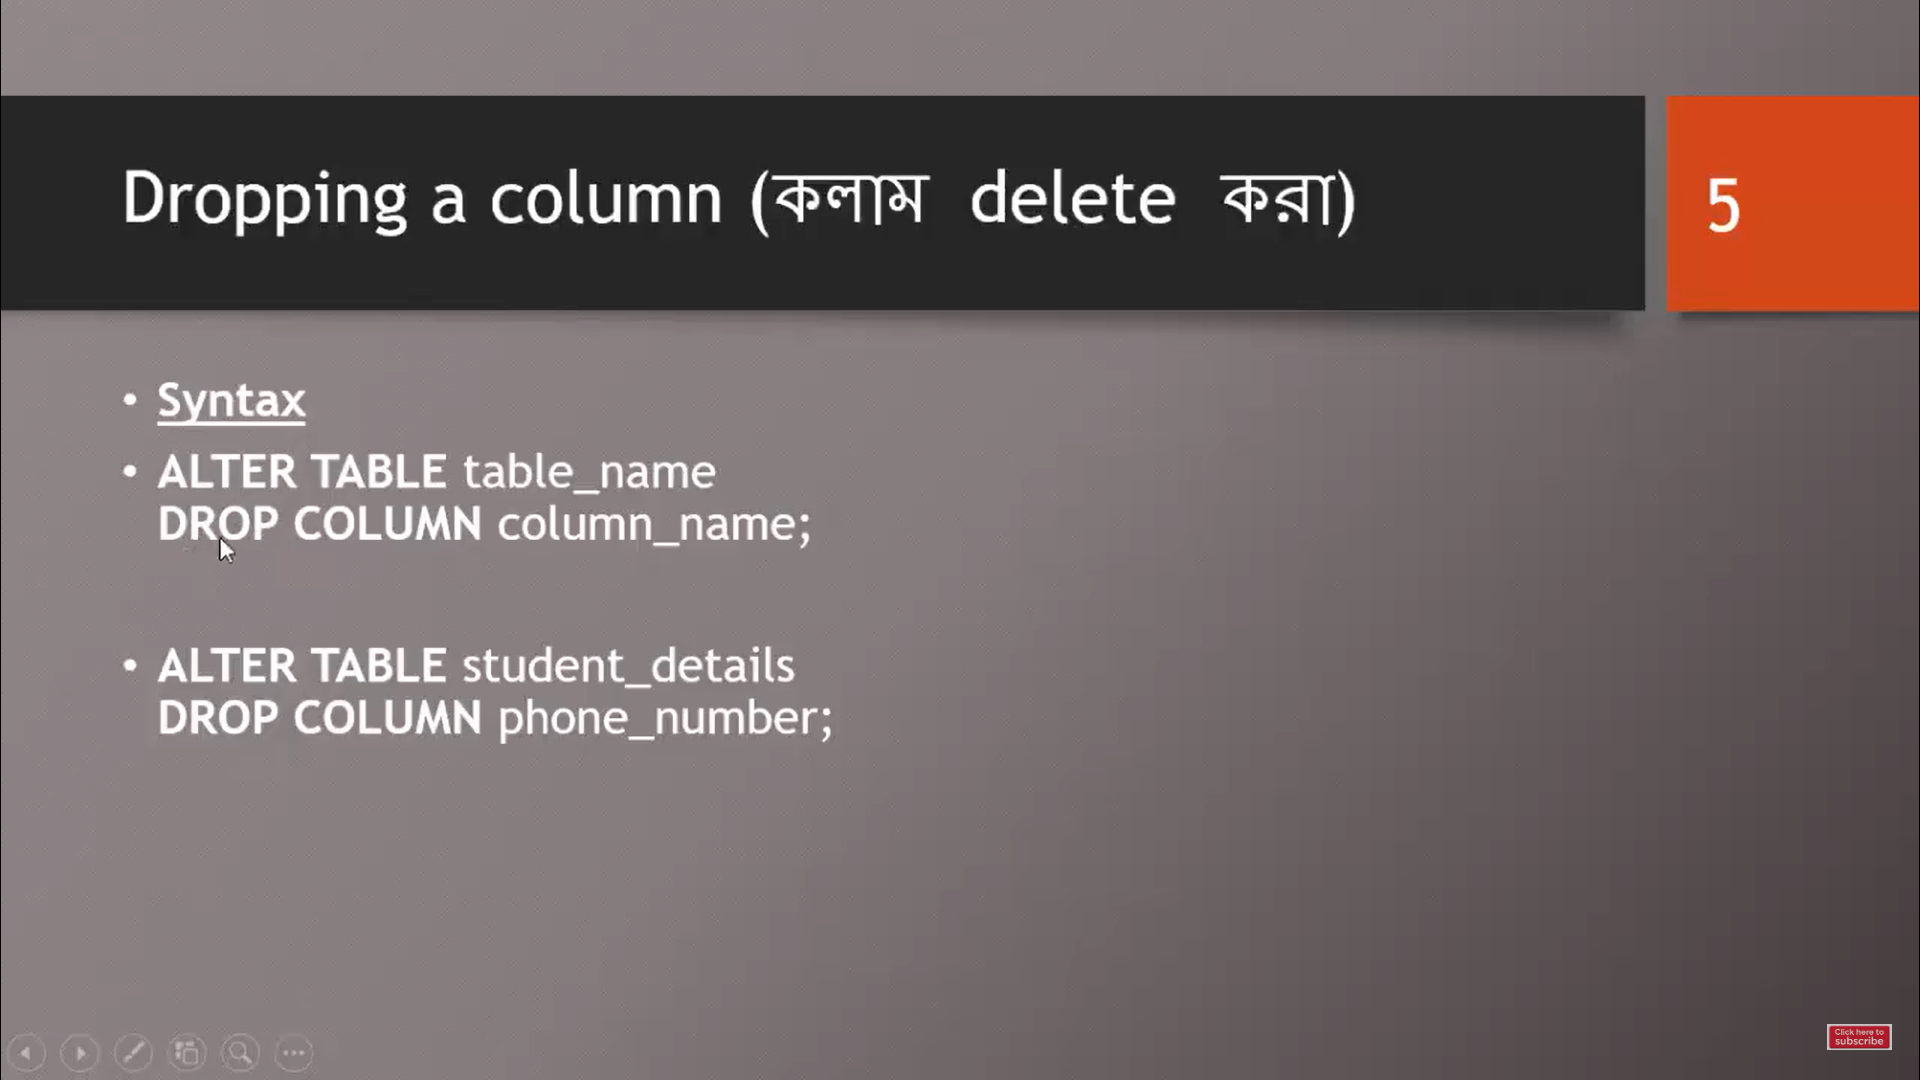 Dropping a column (কলাম delete করা)
5
• Syntax
• ALTER TABLE table_name
DROP COLUMN column_name;
• ALTER TABLE student_details
DROP COLUMN phone_number;
Click here to
subscribe